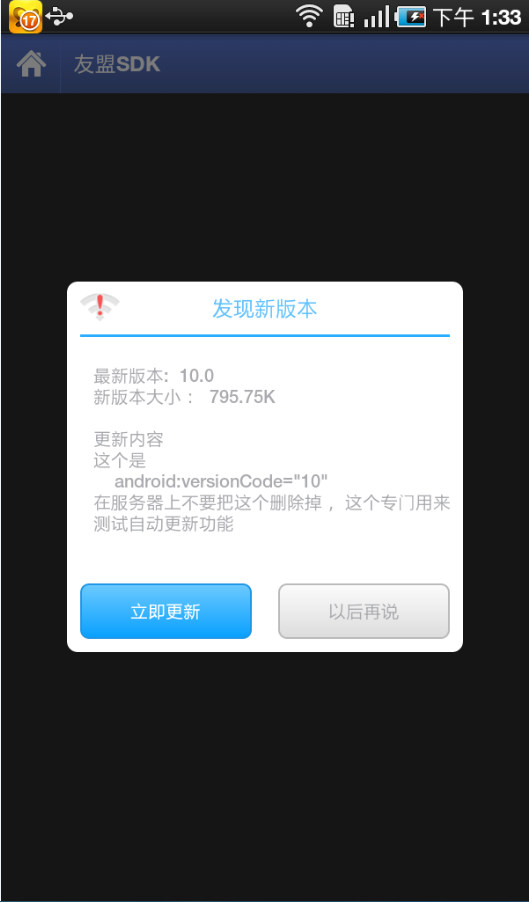 17
下午 1:33
友盟SDK
发现新版本
最新版本: 10.0
新版本大小： 795.75K
更新内容
这个是
android:versionCode="10"
在服务器上不要把这个删除掉，这个专门用来
测试自动更新功能
立即更新
以后再说